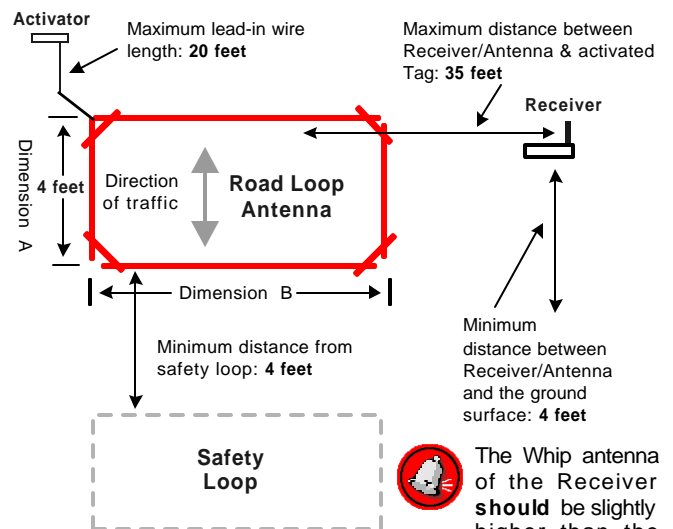 Activator
Maximum lead-in wire
length: 20 feet
Maximum distance between
Receiver/Antenna & activated
Tag: 35 feet
Receiver
Dimension A
4 feet
Direction
of traffic
Road Loop
Antenna
Dimension B
Minimum distance from
safety loop: 4 feet
Minimum
distance between
Receiver/Antenna
and the ground
surface: 4 feet
Safety
Loop
The Whip antenna
of the Receiver
should be slightly
higher than the